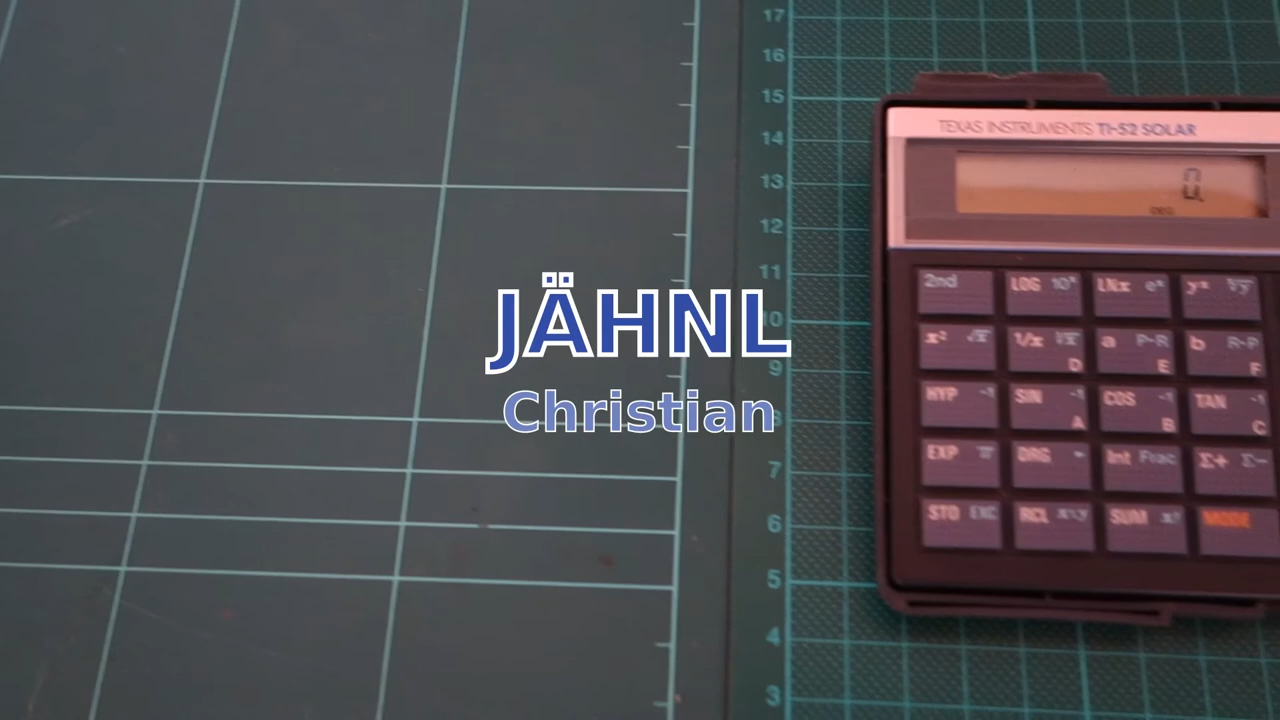 17
16
15
14
13
12
11
10
9
8
7
6
5
4
3
TEXAS INSTRUMENTS TI-52 SOLAR
0.
DEG
JÄHNL
Christian
2nd LOG 10ˣ LNx eˣ yˣ ˣ√y
x² √x 1/x D a P-R E b R-P F
HYP -1 SIN -1 A COS -1 B TAN -1 C
EXP π DRG Int Frac Σ+ Σ-
STO EXC RCL x↔y SUM x! MODE